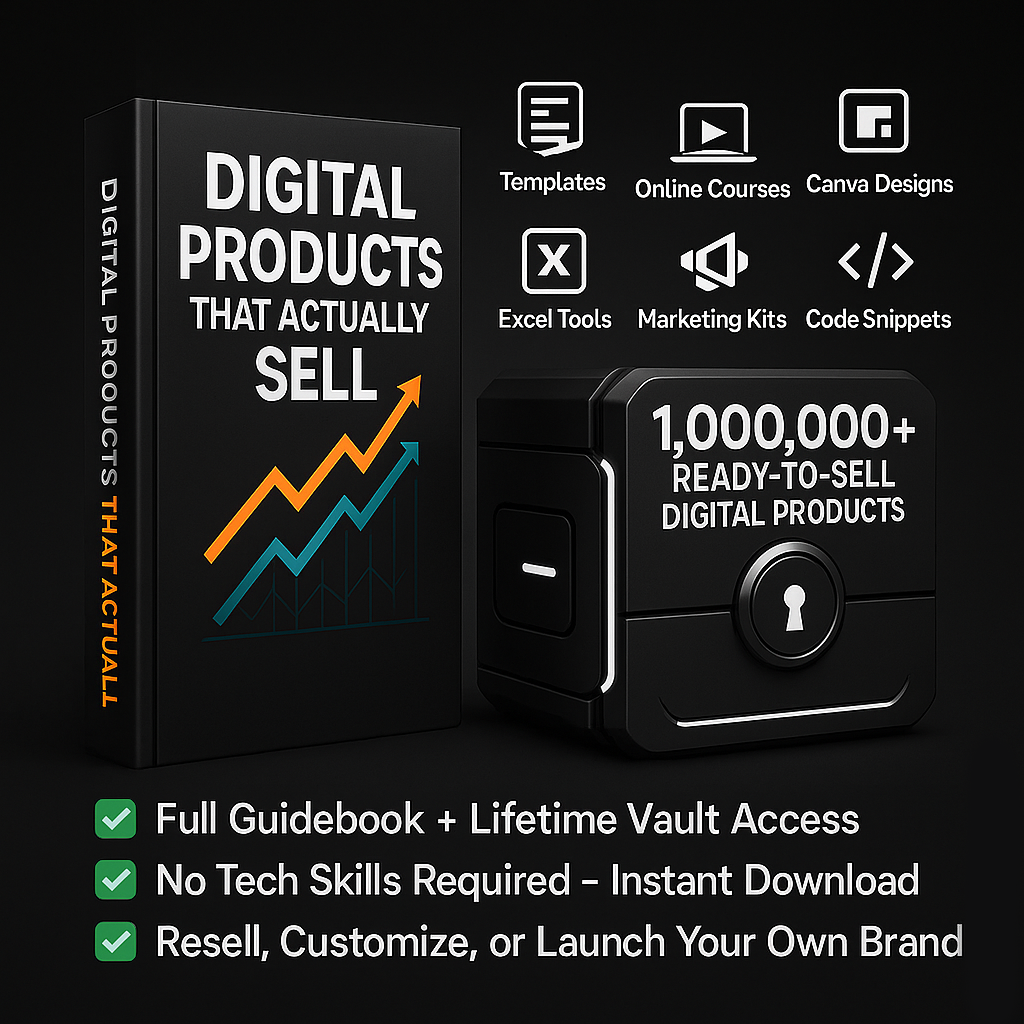 DIGITAL PROOUCTS THAT ACTUALL
DIGITAL
PRODUCTS
THAT ACTUALLY
SELL
Templates
Online Courses
Canva Designs
X
Excel Tools
Marketing Kits
</>
Code Snippets
1,000,000+
READY-TO-SELL
DIGITAL PRODUCTS
Full Guidebook + Lifetime Vault Access
No Tech Skills Required – Instant Download
Resell, Customize, or Launch Your Own Brand